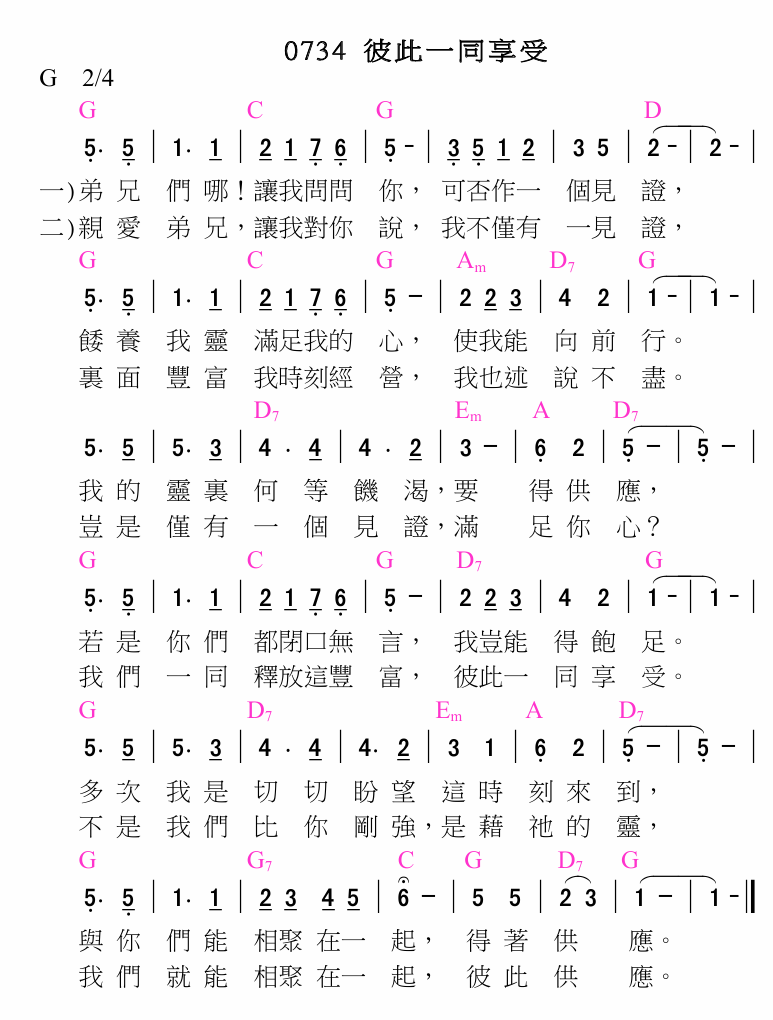 0734 彼此一同享受
G 2/4
G C G D
5. 5 | 1. 1 | 2 1 7 6 | 5 - | 3 5 1 2 | 3 5 | 2 - | 2 - |
一)弟 兄 們 哪！讓我問問 你， 可否作一 個見 證，
二)親 愛 弟 兄，讓我對你 說， 我不僅有 一見 證，
G C G Am D7 G
5. 5 | 1. 1 | 2 1 7 6 | 5 - | 2 2 3 | 4 2 | 1 - | 1 - |
餧 養 我 靈 滿足我的 心， 使我能 向 前 行。
裏 面 豐 富 我時刻經 營， 我也述 說 不 盡。
D7 Em A D7
5. 5 | 5. 3 | 4 . 4 | 4 . 2 | 3 - | 6 2 | 5 - | 5 - |
我 的 靈 裏 何 等 饑 渴，要 得 供 應，
豈 是 僅 有 一 個 見 證，滿 足 你 心？
G C G D7 G
5. 5 | 1. 1 | 2 1 7 6 | 5 - | 2 2 3 | 4 2 | 1 - | 1 - |
若 是 你 們 都閉口無 言， 我豈能 得 飽 足。
我 們 一 同 釋放這豐 富， 彼此一 同 享 受。
G D7 Em A D7
5. 5 | 5. 3 | 4 . 4 | 4. 2 | 3 1 | 6 2 | 5 - | 5 - |
多 次 我 是 切 切 盼 望 這 時 刻 來 到，
不 是 我 們 比 你 剛 強，是 藉 祂 的 靈，
G G7 C G D7 G
5. 5 | 1. 1 | 2 3 4 5 | 6 - | 5 5 | 2 3 | 1 - | 1 - ‖
與 你 們 能 相聚 在一 起， 得 著 供 應。
我 們 就 能 相聚 在一 起， 彼 此 供 應。